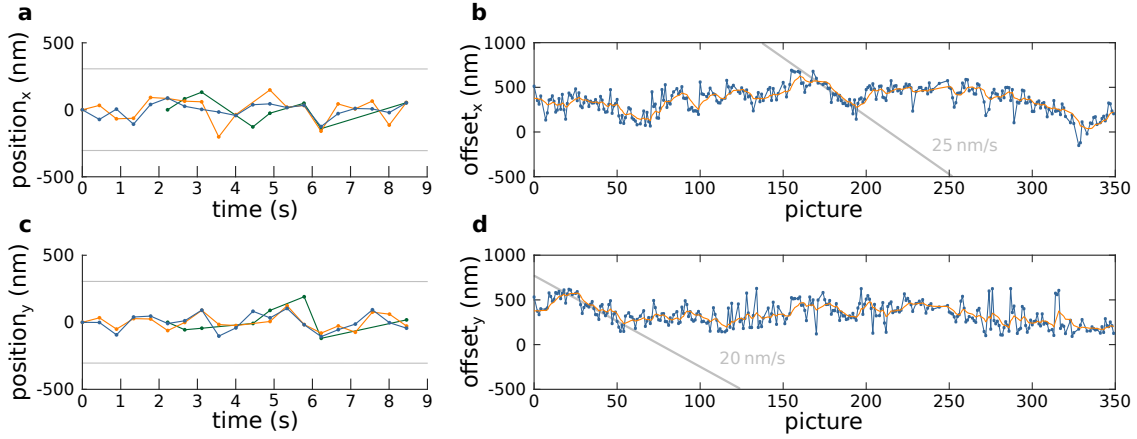 a
position_x (nm)
500
0
-500
0 1 2 3 4 5 6 7 8 9
time (s)
b
offset_x (nm)
1000
500
0
-500
25 nm/s
0 50 100 150 200 250 300 350
picture
c
position_y (nm)
500
0
-500
0 1 2 3 4 5 6 7 8 9
time (s)
d
offset_y (nm)
1000
500
0
-500
20 nm/s
0 50 100 150 200 250 300 350
picture